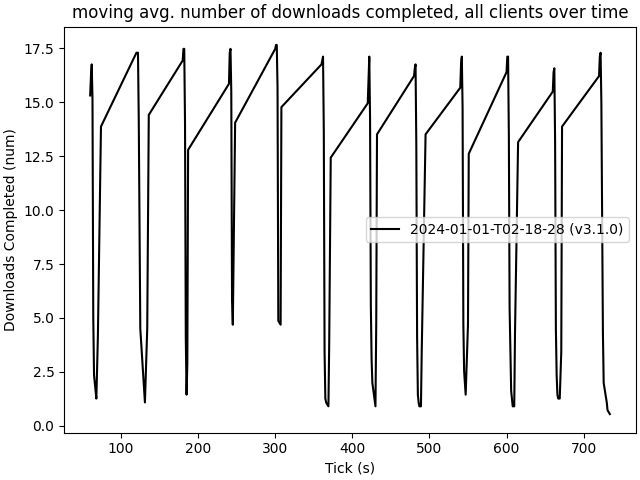 moving avg. number of downloads completed, all clients over time
17.5
15.0
12.5
10.0
7.5
5.0
2.5
0.0
Downloads Completed (num)
2024-01-01-T02-18-28 (v3.1.0)
100 200 300 400 500 600 700
Tick (s)